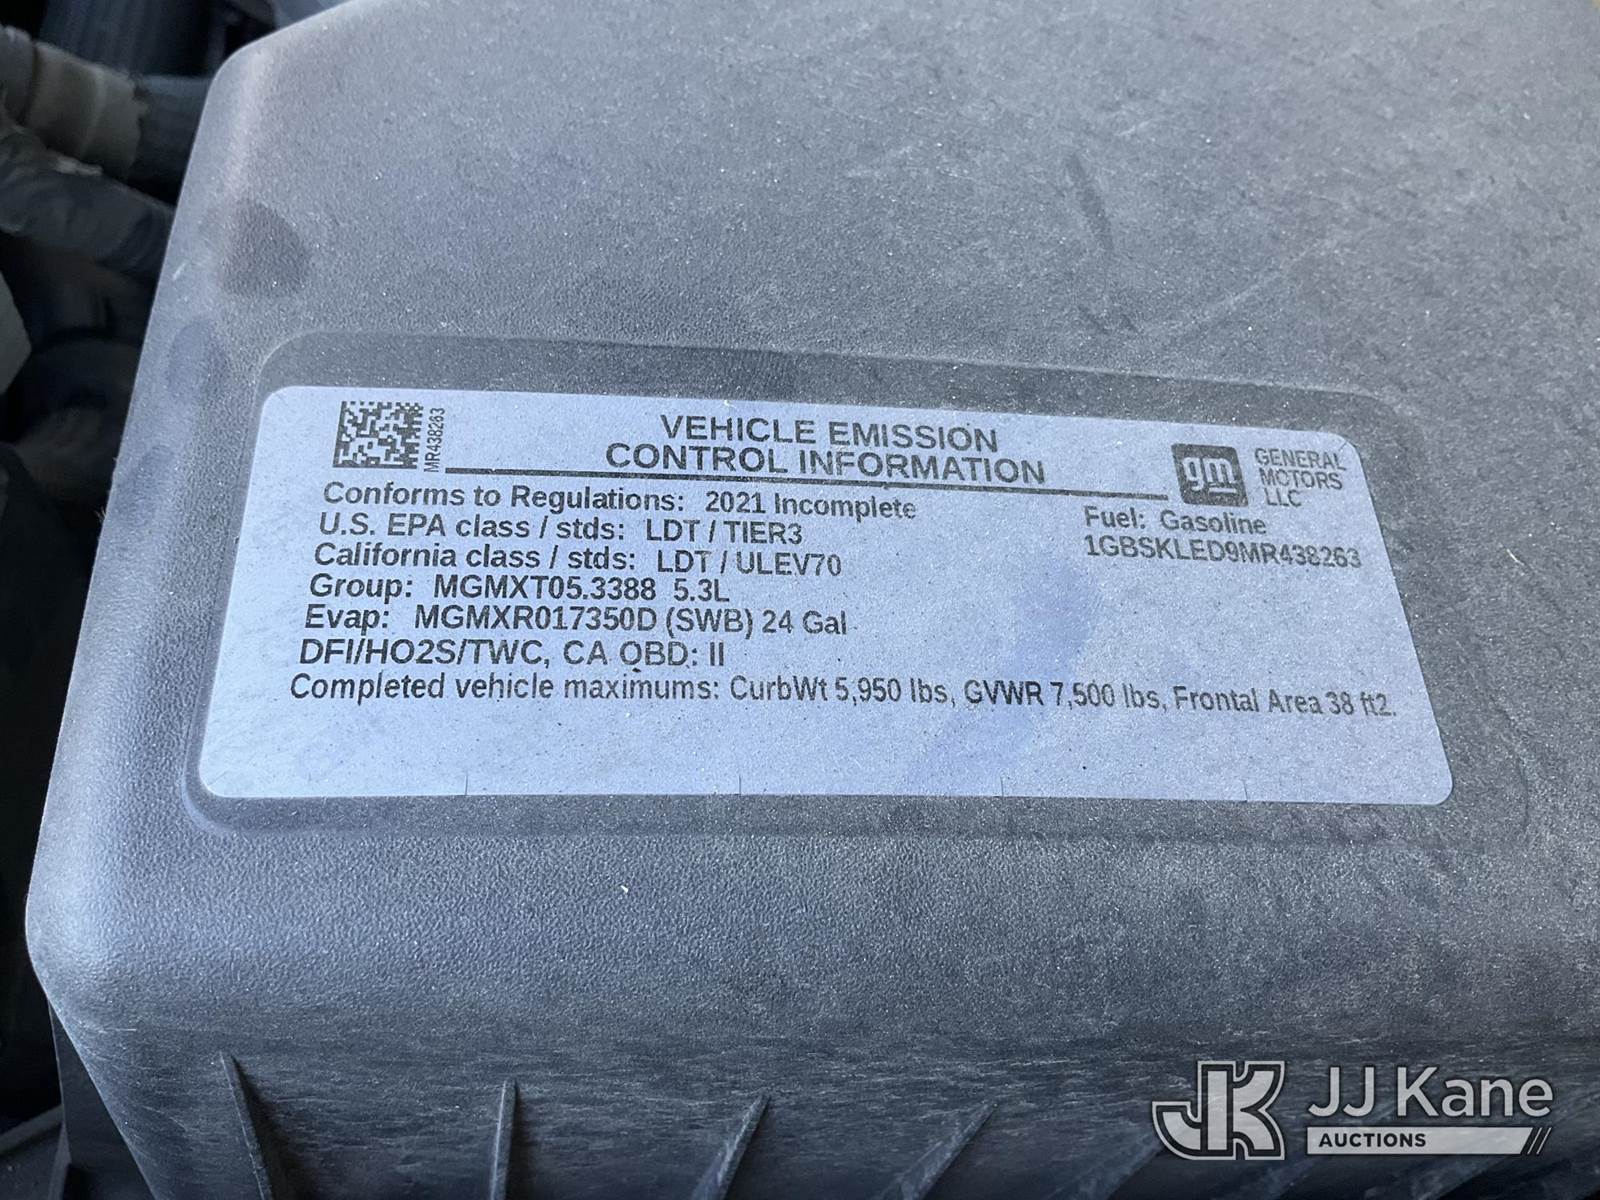 MR438263
VEHICLE EMISSION
CONTROL INFORMATION
gm GENERAL
MOTORS
LLC
Conforms to Regulations: 2021 Incomplete
Fuel: Gasoline
U.S. EPA class / stds: LDT / TIER3
1GBSKLED9MR438263
California class / stds: LDT / ULEV70
Group: MGMXT05.3388 5.3L
Evap: MGMXR017350D (SWB) 24 Gal
DFI/HO2S/TWC, CA OBD: II
Completed vehicle maximums: CurbWt 5,950 lbs, GVWR 7,500 lbs, Frontal Area 38 ft2.
JK JJ Kane
AUCTIONS